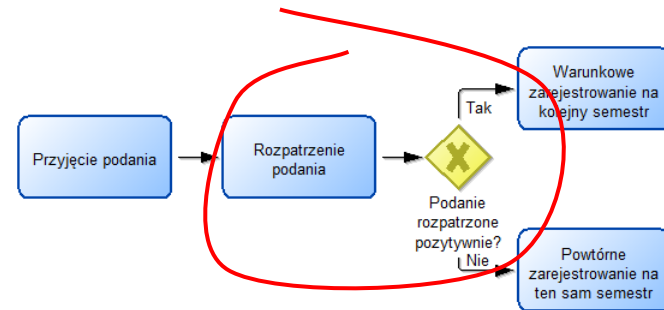 Przyjęcie podania
Rozpatrzenie
podania
Podanie
rozpatrzone
pozytywnie?
Tak
Warunkowe
zarejestrowanie na
kolejny semestr
Nie
Powtórne
zarejestrowanie na
ten sam semestr